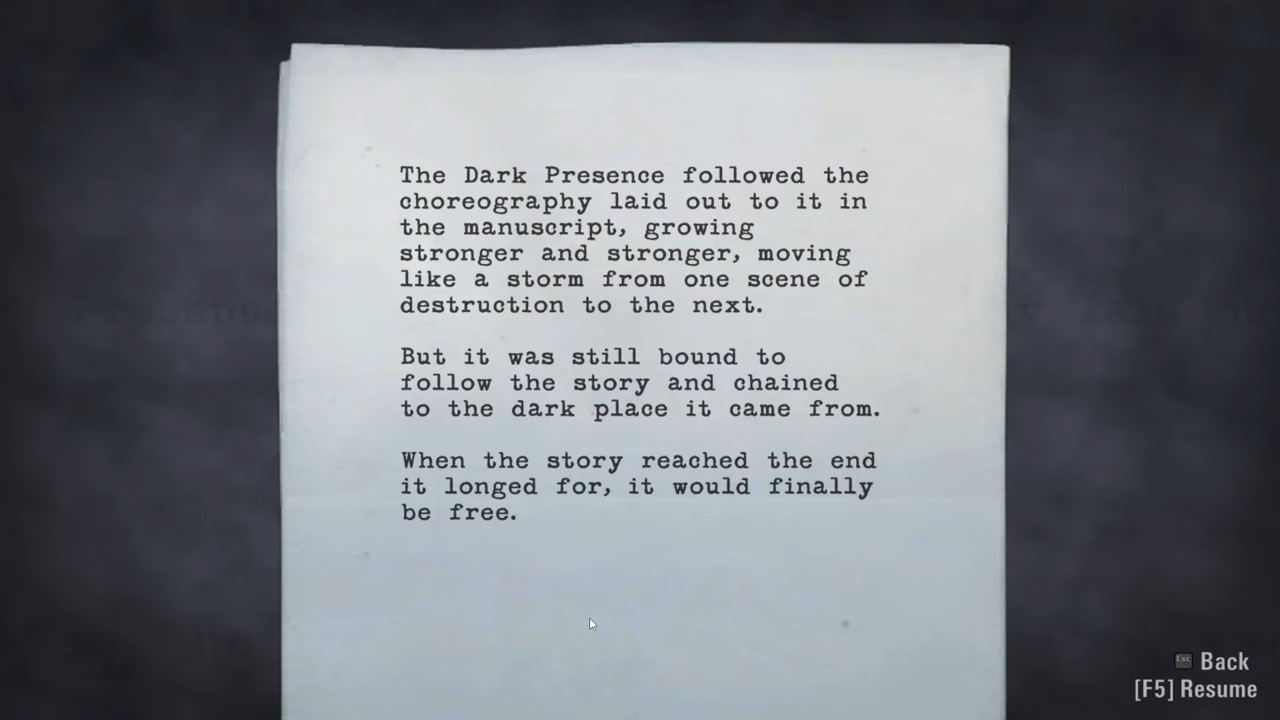 The Dark Presence followed the
choreography laid out to it in
the manuscript, growing
stronger and stronger, moving
like a storm from one scene of
destruction to the next.
But it was still bound to
follow the story and chained
to the dark place it came from.
When the story reached the end
it longed for, it would finally
be free.
Esc Back
[F5] Resume